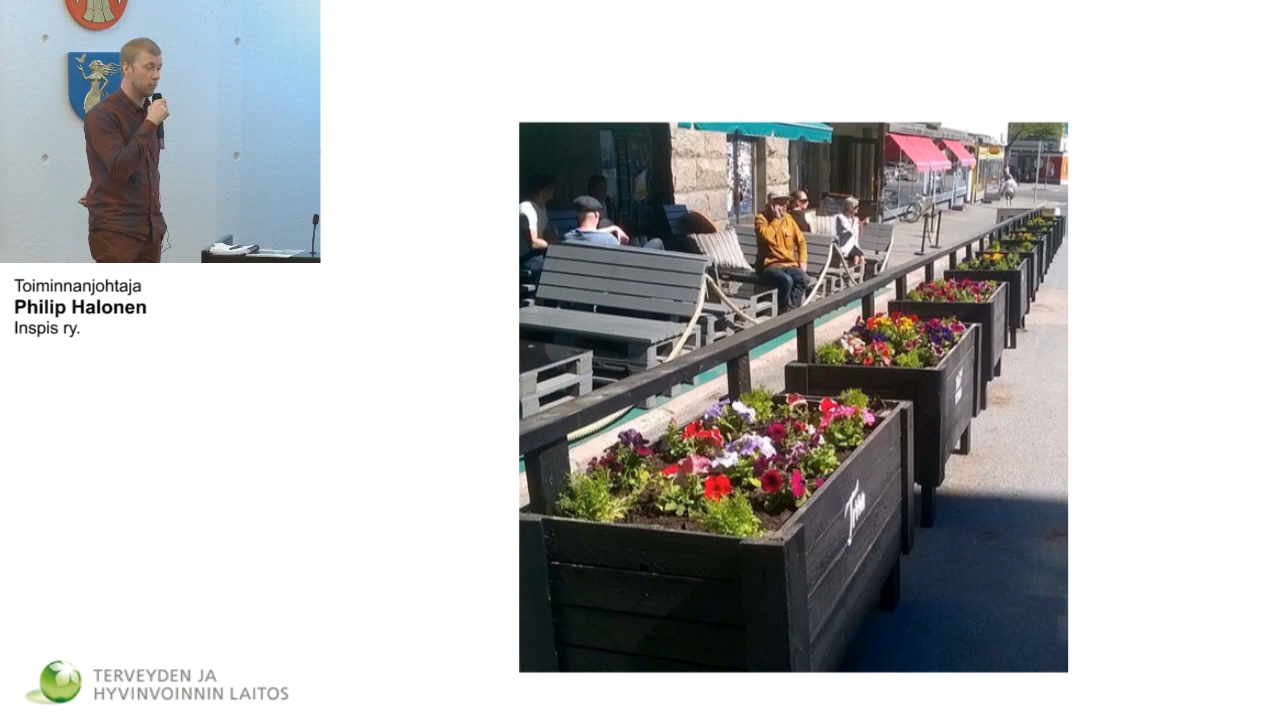 Toiminnanjohtaja
Philip Halonen
Inspis ry.
TERVEYDEN JA
HYVINVOINNIN LAITOS